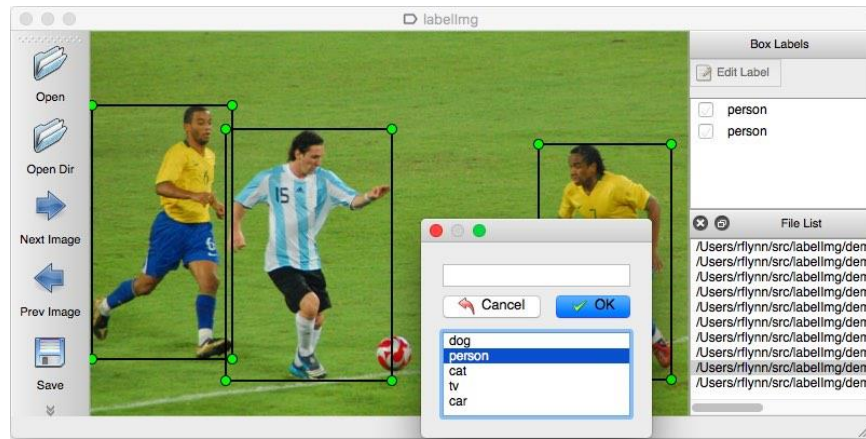 labelImg
Open
Open Dir
Next Image
Prev Image
Save
15
6
6
7
Cancel
OK
dog
person
cat
tv
car
Box Labels
Edit Label
person
person
File List
/Users/rflynn/src/labelImg/dem
/Users/rflynn/src/labelImg/dem
/Users/rflynn/src/labelImg/dem
/Users/rflynn/src/labelImg/dem
/Users/rflynn/src/labelImg/dem
/Users/rflynn/src/labelImg/dem
/Users/rflynn/src/labelImg/dem
/Users/rflynn/src/labelImg/dem
/Users/rflynn/src/labelImg/dem
/Users/rflynn/src/labelImg/dem